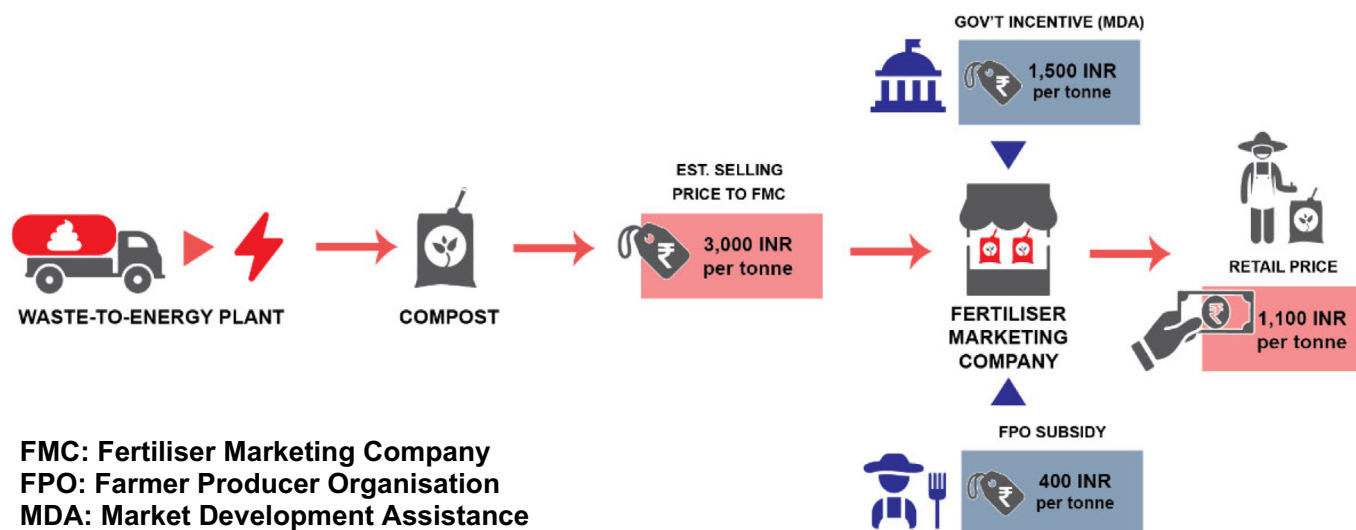 GOV'T INCENTIVE (MDA)
1,500 INR
per tonne
EST. SELLING
PRICE TO FMC
3,000 INR
per tonne
WASTE-TO-ENERGY PLANT
COMPOST
FERTILISER
MARKETING
COMPANY
RETAIL PRICE
1,100 INR
per tonne
FPO SUBSIDY
400 INR
per tonne
FMC: Fertiliser Marketing Company
FPO: Farmer Producer Organisation
MDA: Market Development Assistance